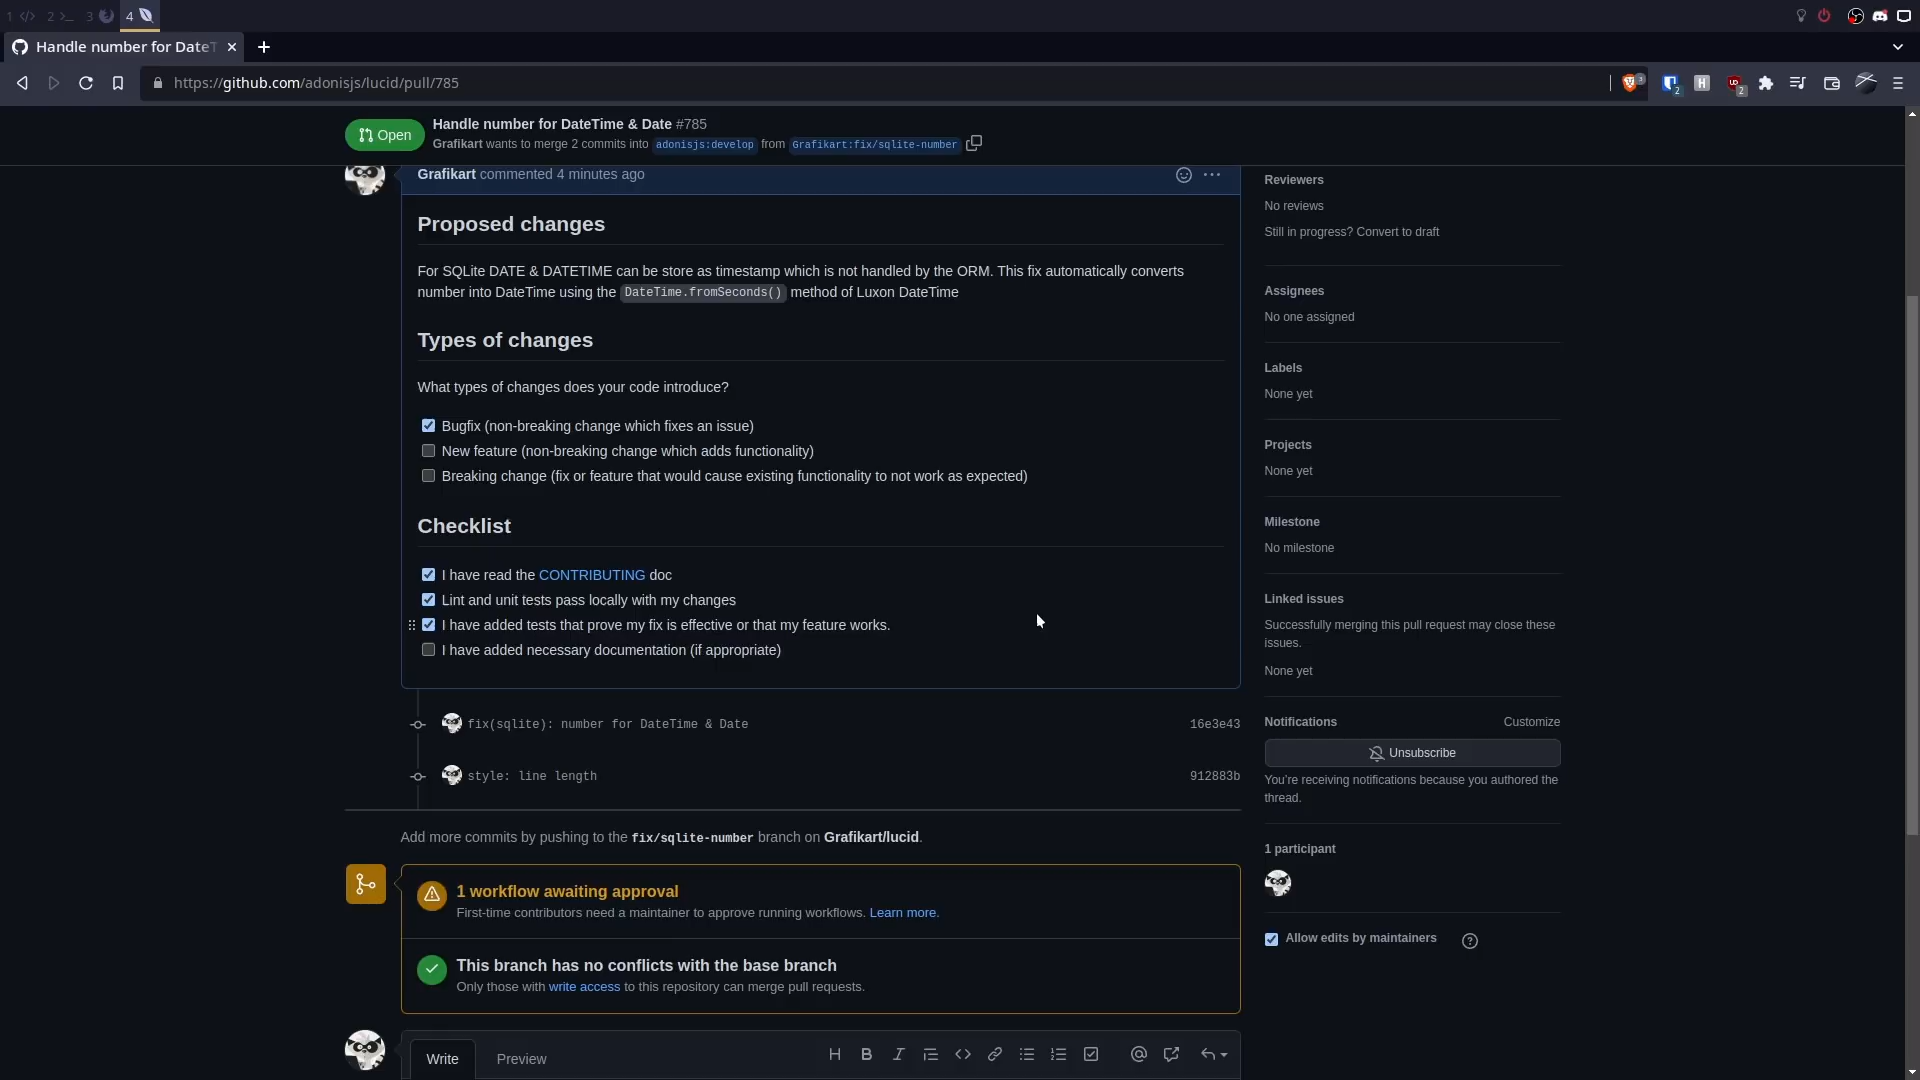 1 </> 2 >_ 3 4
Handle number for DateT
https://github.com/adonisjs/lucid/pull/785
3
2
H
2
Open
Handle number for DateTime & Date #785
Grafikart wants to merge 2 commits into adonisjs:develop from Grafikart:fix/sqlite-number
Grafikart commented 4 minutes ago
Proposed changes
For SQLite DATE & DATETIME can be store as timestamp which is not handled by the ORM. This fix automatically converts
number into DateTime using the DateTime.fromSeconds() method of Luxon DateTime
Types of changes
What types of changes does your code introduce?
Bugfix (non-breaking change which fixes an issue)
New feature (non-breaking change which adds functionality)
Breaking change (fix or feature that would cause existing functionality to not work as expected)
Checklist
I have read the CONTRIBUTING doc
Lint and unit tests pass locally with my changes
I have added tests that prove my fix is effective or that my feature works.
I have added necessary documentation (if appropriate)
fix(sqlite): number for DateTime & Date 16e3e43
style: line length 912883b
Add more commits by pushing to the fix/sqlite-number branch on Grafikart/lucid.
1 workflow awaiting approval
First-time contributors need a maintainer to approve running workflows. Learn more.
This branch has no conflicts with the base branch
Only those with write access to this repository can merge pull requests.
Write Preview
Reviewers
No reviews
Still in progress? Convert to draft
Assignees
No one assigned
Labels
None yet
Projects
None yet
Milestone
No milestone
Linked issues
Successfully merging this pull request may close these
issues.
None yet
Notifications Customize
Unsubscribe
You're receiving notifications because you authored the
thread.
1 participant
Allow edits by maintainers